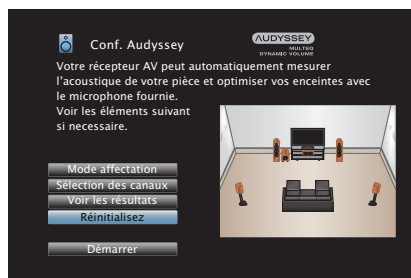 Conf. Audyssey
AUDYSSEY
MULTEQ
DYNAMIC VOLUME
Votre récepteur AV peut automatiquement mesurer
l'acoustique de votre pièce et optimiser vos enceintes avec
le microphone fournie.
Voir les éléments suivant
si necessaire.
Mode affectation
Sélection des canaux
Voir les résultats
Réinitialisez
Démarrer